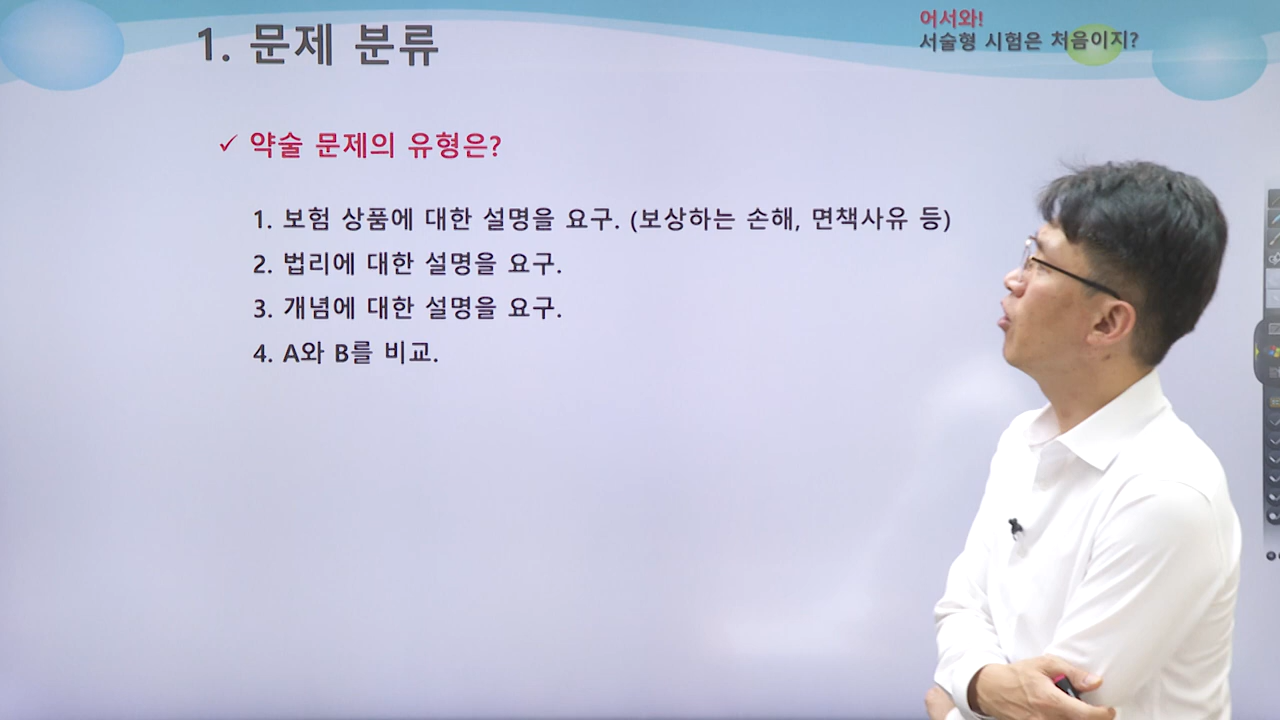 1. 문제 분류
어서와!
서술형 시험은 처음이지?
✓ 약술 문제의 유형은?
1. 보험 상품에 대한 설명을 요구. (보상하는 손해, 면책사유 등)
2. 법리에 대한 설명을 요구.
3. 개념에 대한 설명을 요구.
4. A와 B를 비교.